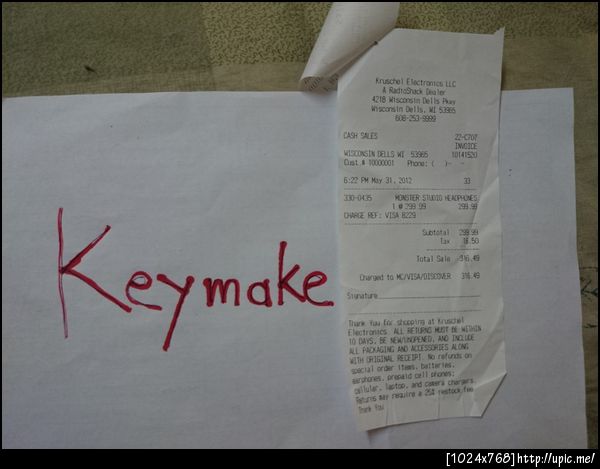 Keymake
Kruschel Electronics LLC
A RadioShack Dealer
4218 Wisconsin Dells Pkwy
Wisconsin Dells, WI 53965
608-253-9999
CASH SALES 22-C707
INVOICE
WISCONSIN DELLS WI 53965 10141520
Cust # 10000001 Phone: ( ) - -
6:22 PM May 31, 2012 33
330-0435 MONSTER STUDIO HEADPHONES
1 @ 299.99 299.99
CHARGE REF: VISA 8229
Subtotal 299.99
Tax 16.50
Total Sale 316.49
Charged to MC/VISA/DISCOVER 316.49
Signature
Thank You for shopping at Kruschel
Electronics. ALL RETURNS MUST BE WITHIN
10 DAYS, BE NEW/UNOPENED, AND INCLUDE
ALL PACKAGING AND ACCESSORIES ALONG
WITH ORIGINAL RECEIPT. No refunds on
special order items, batteries,
earphones, prepaid cell phones;
cellular, laptop, and camera chargers.
Returns may require a 25% restock fee
Thank You
[1024x768]http://upic.me/